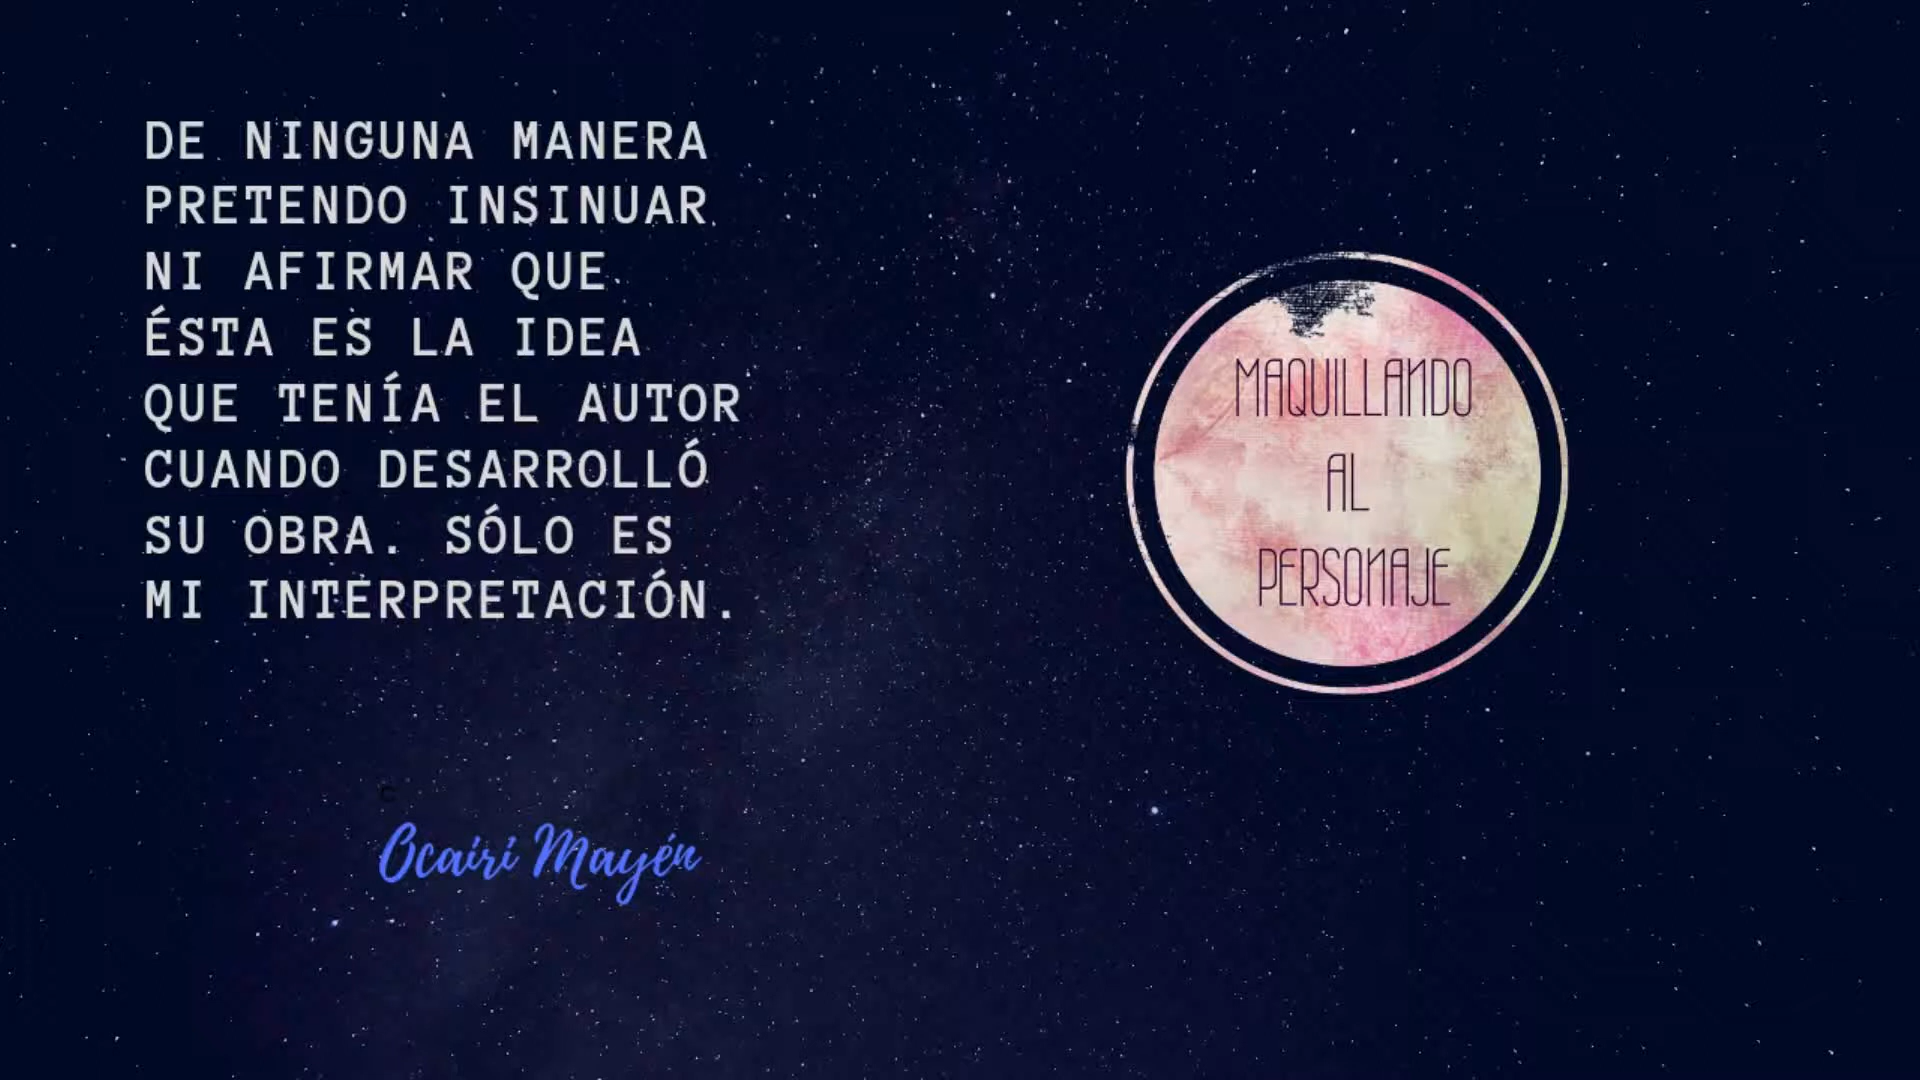 DE NINGUNA MANERA
PRETENDO INSINUAR
NI AFIRMAR QUE
ÉSTA ES LA IDEA
QUE TENÍA EL AUTOR
CUANDO DESARROLLÓ
SU OBRA. SÓLO ES
MI INTERPRETACIÓN.
Ocairi Mayén
MAQUILLANDO
AL
PERSONAJE